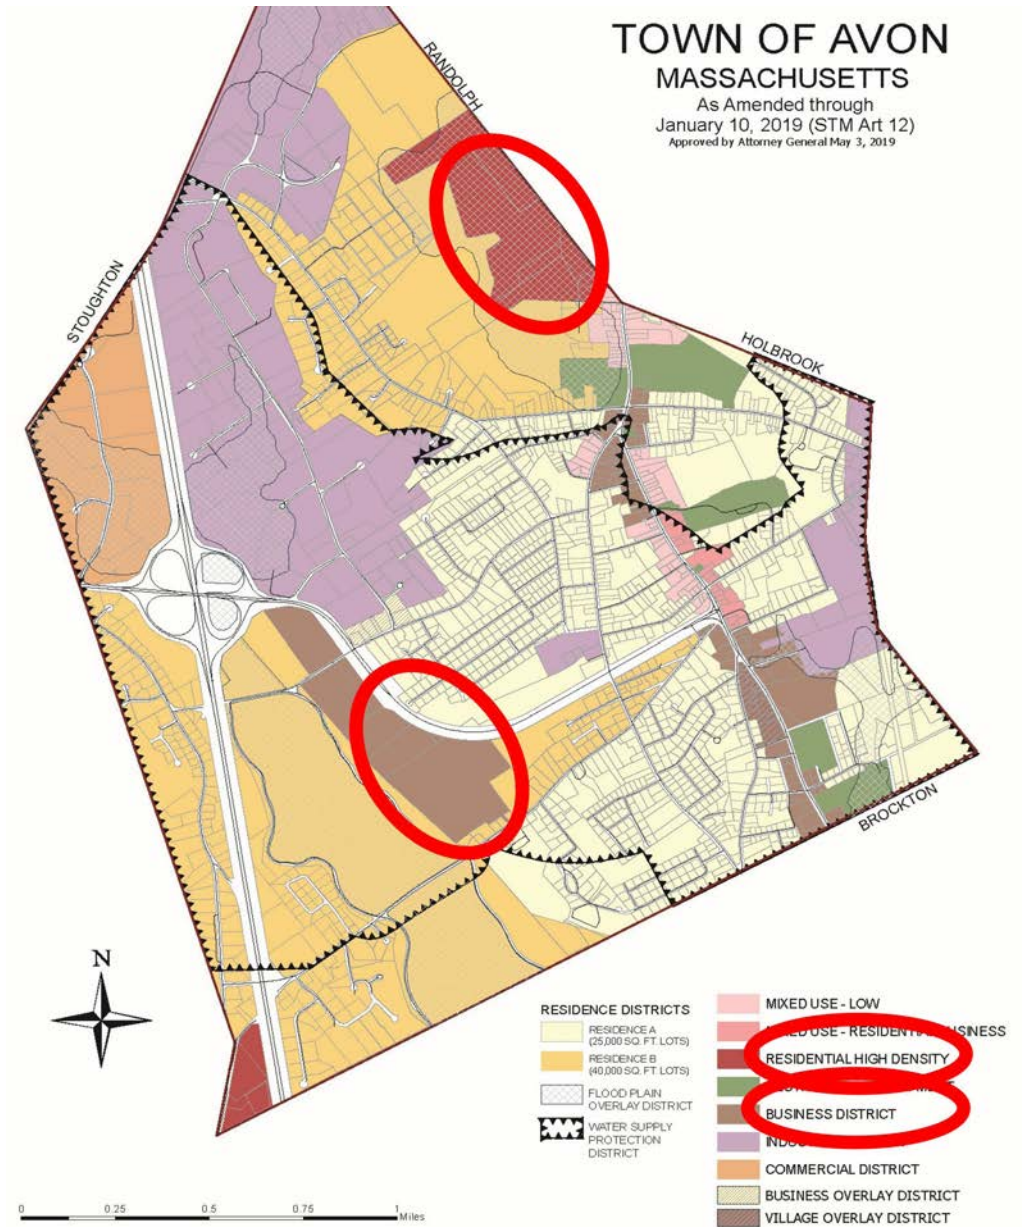 TOWN OF AVON
MASSACHUSETTS
As Amended through
January 10, 2019 (STM Art 12)
Approved by Attorney General May 3, 2019
RANDOLPH
STOUGHTON
HOLBROOK
BROCKTON
N
RESIDENCE DISTRICTS
RESIDENCE A
(25,000 SQ. FT. LOTS)
RESIDENCE B
(40,000 SQ. FT. LOTS)
FLOOD PLAIN
OVERLAY DISTRICT
WATER SUPPLY
PROTECTION
DISTRICT
MIXED USE - LOW
USE - RESIDENTIAL
RESIDENTIAL HIGH DENSITY
BUSINESS DISTRICT
COMMERCIAL DISTRICT
BUSINESS OVERLAY DISTRICT
VILLAGE OVERLAY DISTRICT
0 0.25 0.5 0.75 1
Miles